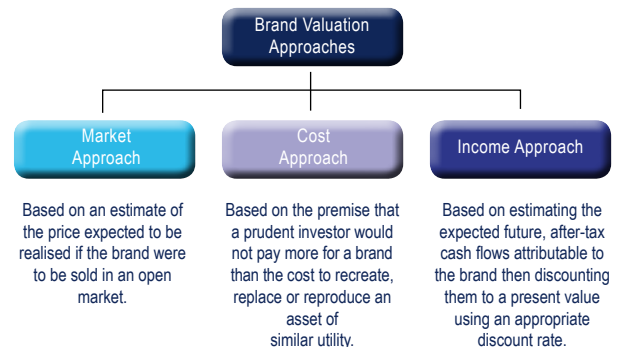 Brand Valuation
Approaches
Market
Approach
Cost
Approach
Income Approach
Based on an estimate of
the price expected to be
realised if the brand were
to be sold in an open
market.
Based on the premise that
a prudent investor would
not pay more for a brand
than the cost to recreate,
replace or reproduce an
asset of
similar utility.
Based on estimating the
expected future, after-tax
cash flows attributable to
the brand then discounting
them to a present value
using an appropriate
discount rate.